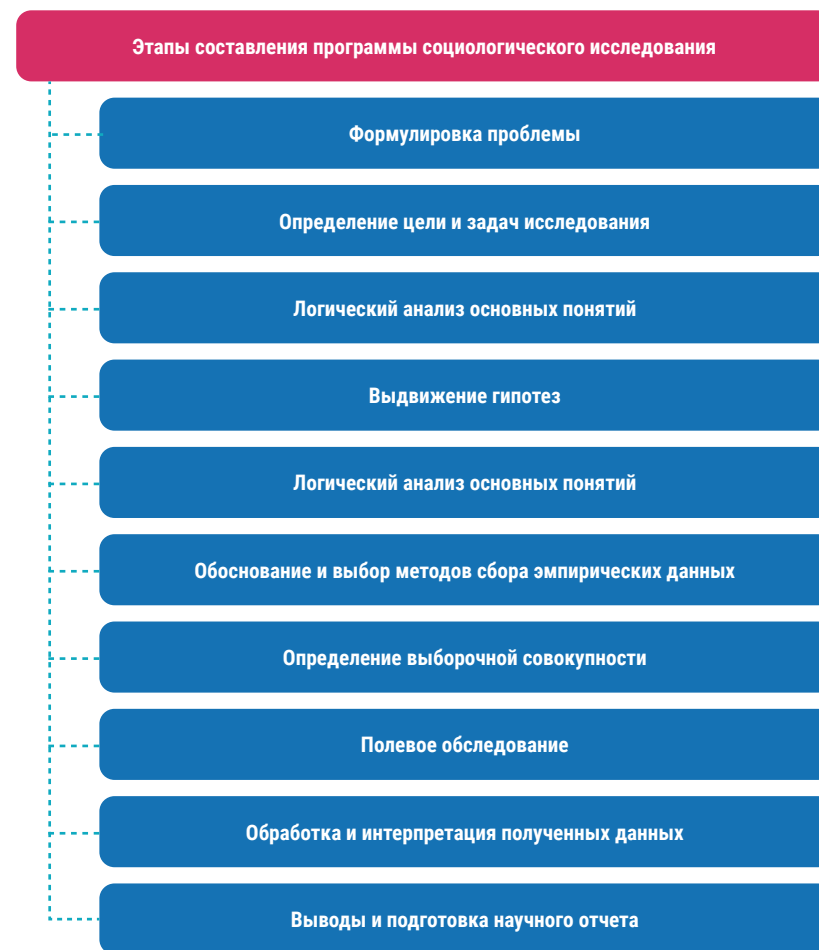 Этапы составления программы социологического исследования
Формулировка проблемы
Определение цели и задач исследования
Логический анализ основных понятий
Выдвижение гипотез
Логический анализ основных понятий
Обоснование и выбор методов сбора эмпирических данных
Определение выборочной совокупности
Полевое обследование
Обработка и интерпретация полученных данных
Выводы и подготовка научного отчета